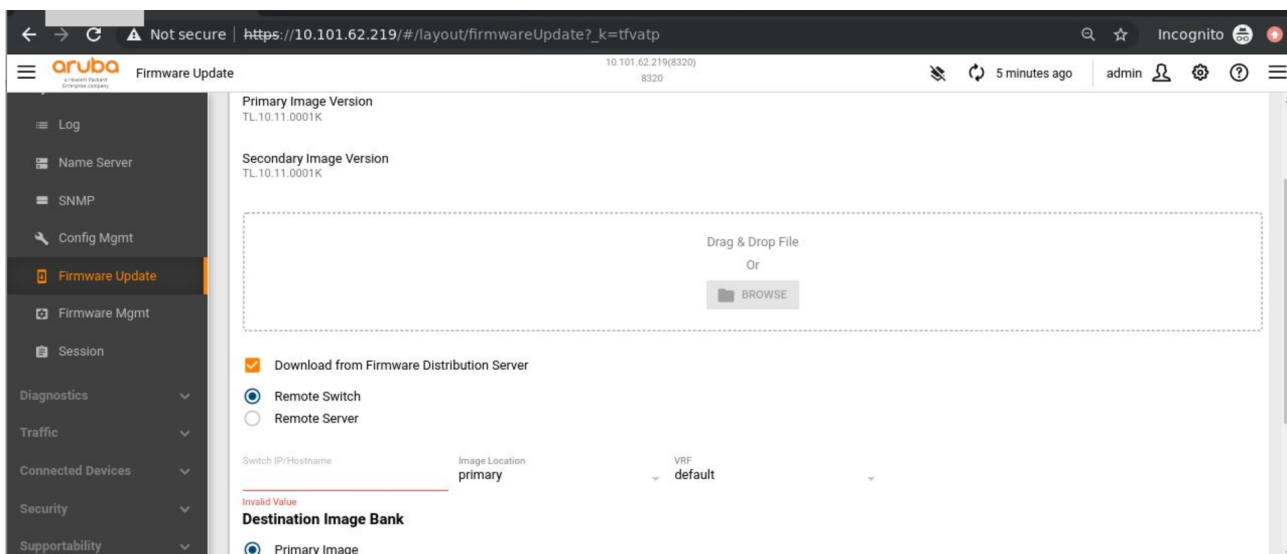 Not secure | https://10.101.62.219/#/layout/firmwareUpdate?_k=tfvatp
Incognito
aruba
a Hewlett Packard
Enterprise company
Firmware Update
10.101.62.219(8320)
8320
5 minutes ago
admin
Log
Name Server
SNMP
Config Mgmt
Firmware Update
Firmware Mgmt
Session
Diagnostics
Traffic
Connected Devices
Security
Supportability
Primary Image Version
TL.10.11.0001K
Secondary Image Version
TL.10.11.0001K
Drag & Drop File
Or
BROWSE
Download from Firmware Distribution Server
Remote Switch
Remote Server
Switch IP/Hostname
Image Location
primary
VRF
default
Invalid Value
Destination Image Bank
Primary Image